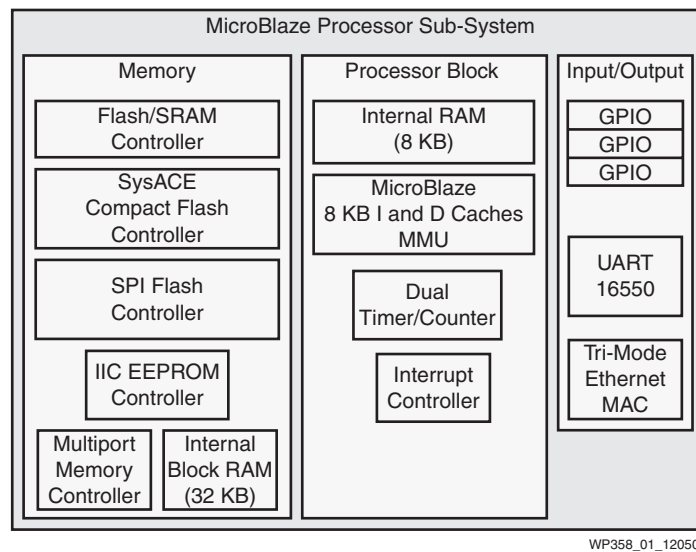 MicroBlaze Processor Sub-System
Memory
Flash/SRAM
Controller
SysACE
Compact Flash
Controller
SPI Flash
Controller
IIC EEPROM
Controller
Multiport
Memory
Controller
Internal
Block RAM
(32 KB)
Processor Block
Internal RAM
(8 KB)
MicroBlaze
8 KB I and D Caches
MMU
Dual
Timer/Counter
Interrupt
Controller
Input/Output
GPIO
GPIO
GPIO
UART
16550
Tri-Mode
Ethernet
MAC